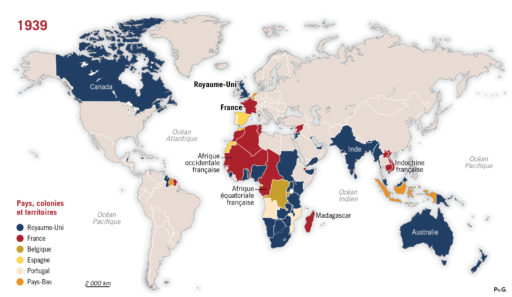 1939
Canada
Royaume-Uni
France
Océan
Atlantique
Afrique
occidentale
française
Afrique
équatoriale
française
Inde
Indochine
française
Océan
Pacifique
Océan
Indien
Madagascar
Australie
Océan
Pacifique
Pays, colonies
et territoires
Royaume-Uni
France
Belgique
Espagne
Portugal
Pays-Bas
2 000 km
PH.G.